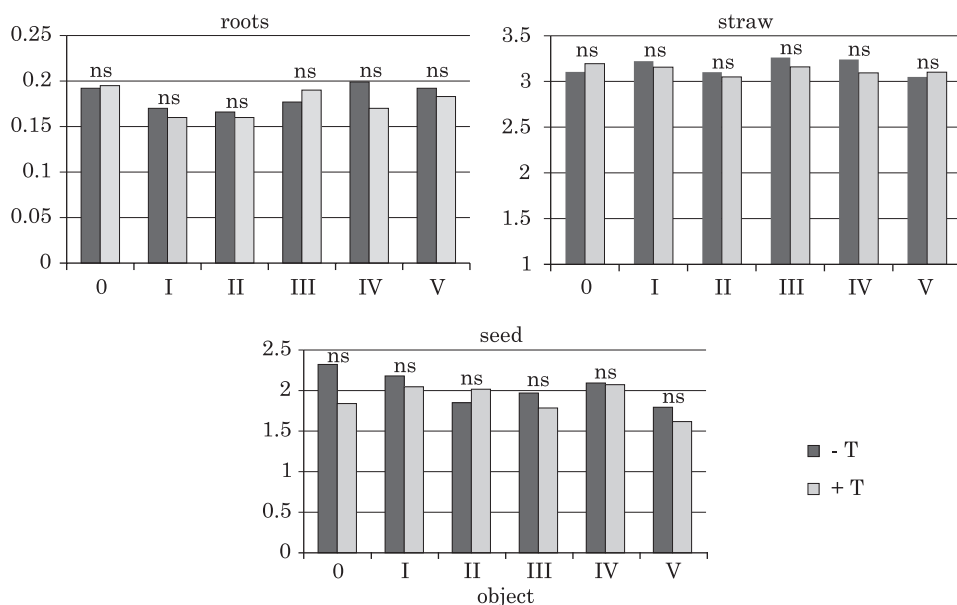 roots
0.25
0.2
0.15
0.1
0.05
0
ns ns ns ns ns ns
0 I II III IV V
straw
3.5
3
2.5
3
1.5
1
ns ns ns ns ns ns
0 I II III IV V
seed
2.5
2
1.5
1
0.5
0
ns ns ns ns ns ns
0 I II III IV V
object
- T
+ T